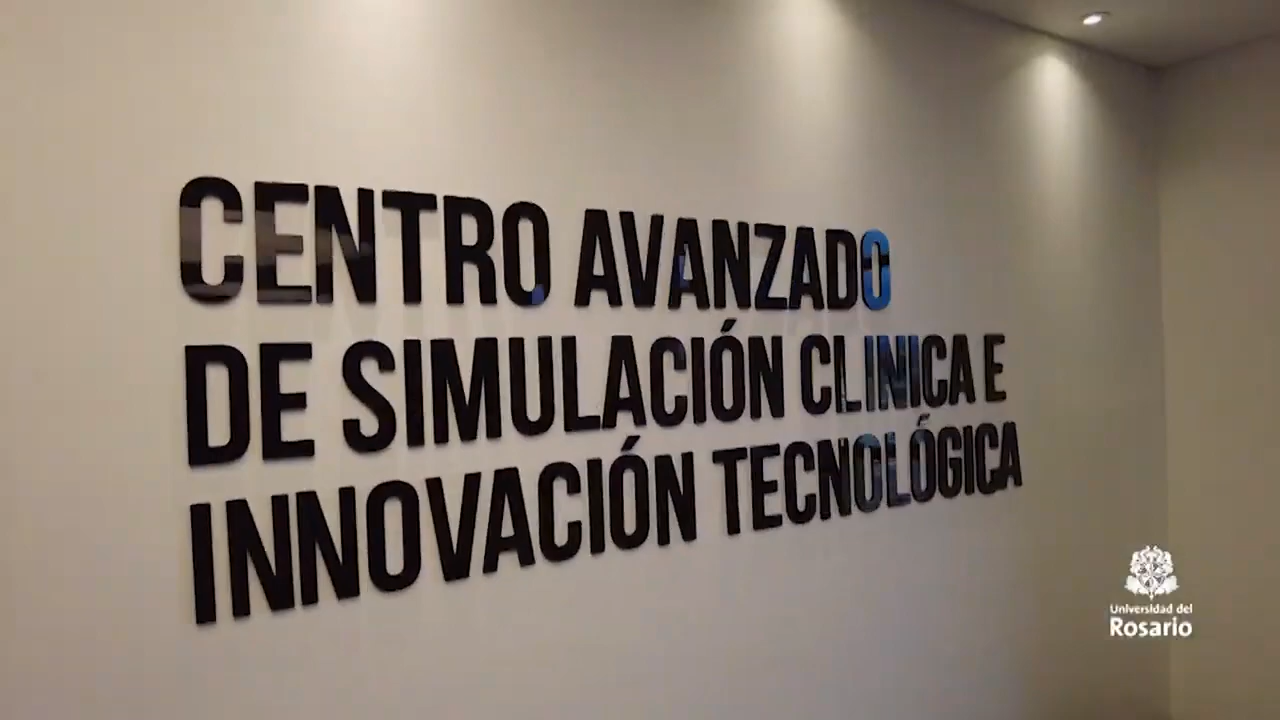 CENTRO AVANZADO
DE SIMULACIÓN CLINICA E
INNOVACIÓN TECNOLÓGICA
Universidad del
Rosario